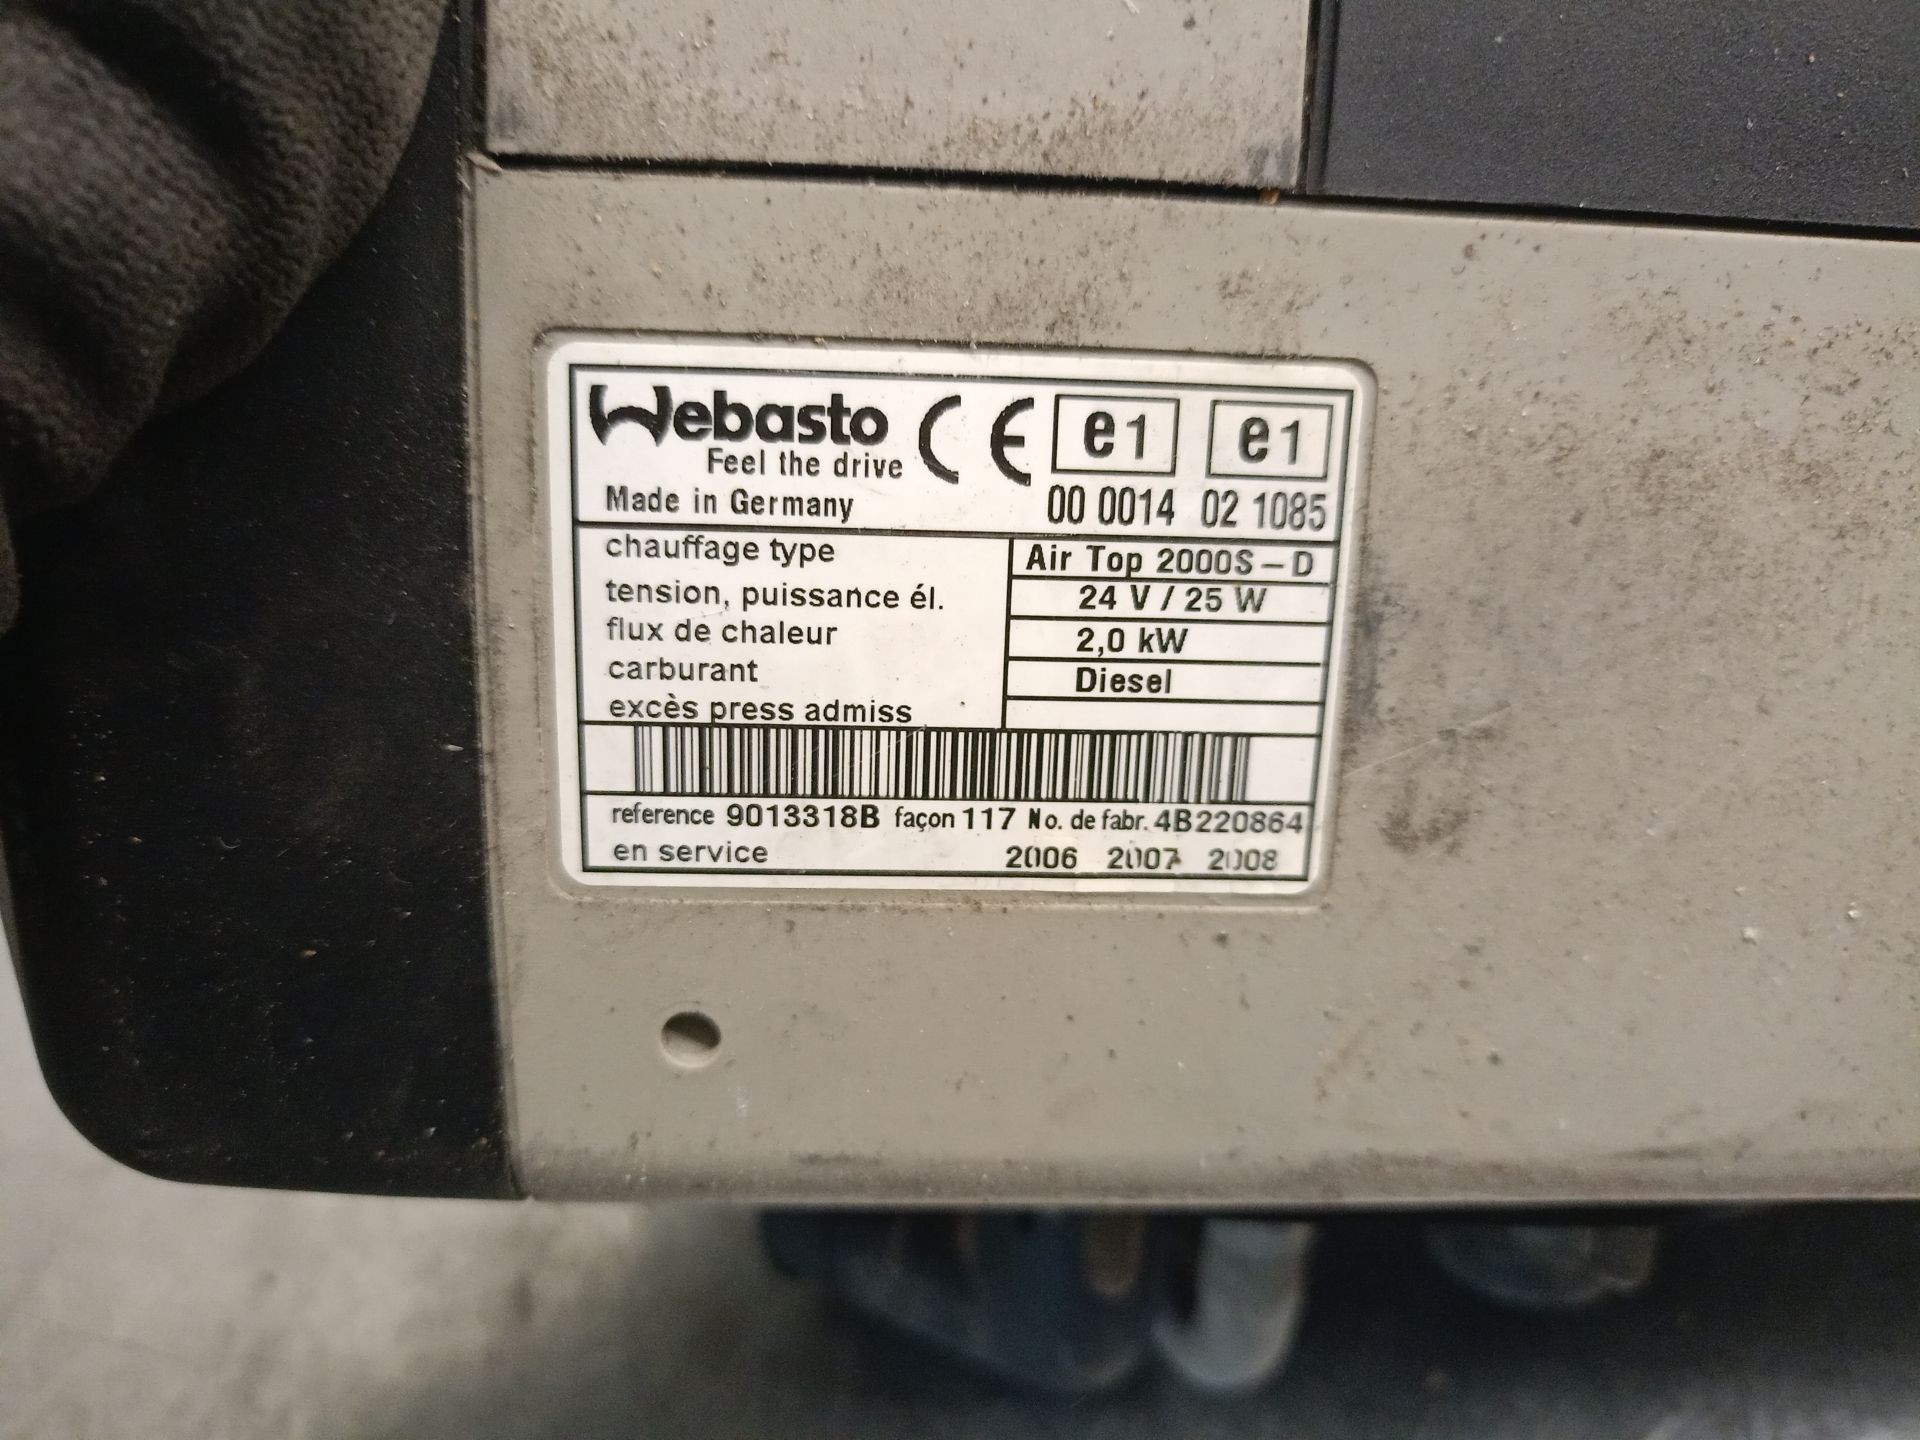 Webasto CE e1 e1
Feel the drive
Made in Germany 00 0014 02 1085
chauffage type Air Top 2000S – D
tension, puissance él. 24 V / 25 W
flux de chaleur 2,0 kW
carburant Diesel
excès press admiss
reference 9013318B façon 117 No. de fabr. 4B220864
en service 2006 2007 2008